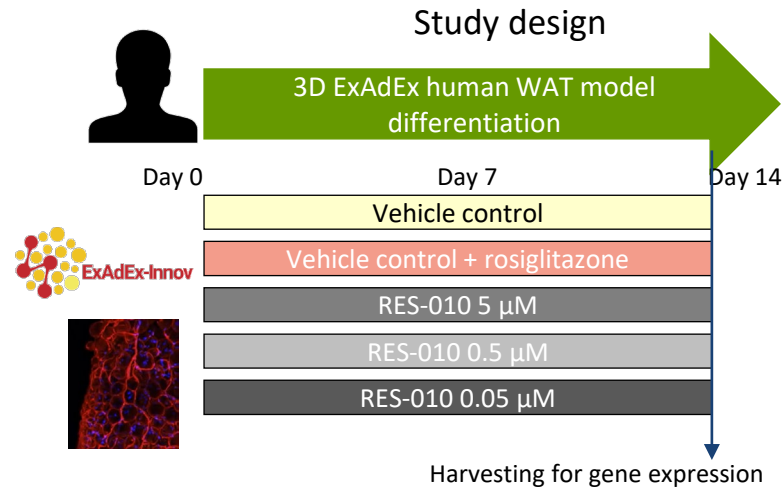 Study design
3D ExAdEx human WAT model
differentiation
Day 0
Day 7
Day 14
Vehicle control
ExAdEx-Innov
Vehicle control + rosiglitazone
RES-010 5 µM
RES-010 0.5 µM
RES-010 0.05 µM
Harvesting for gene expression